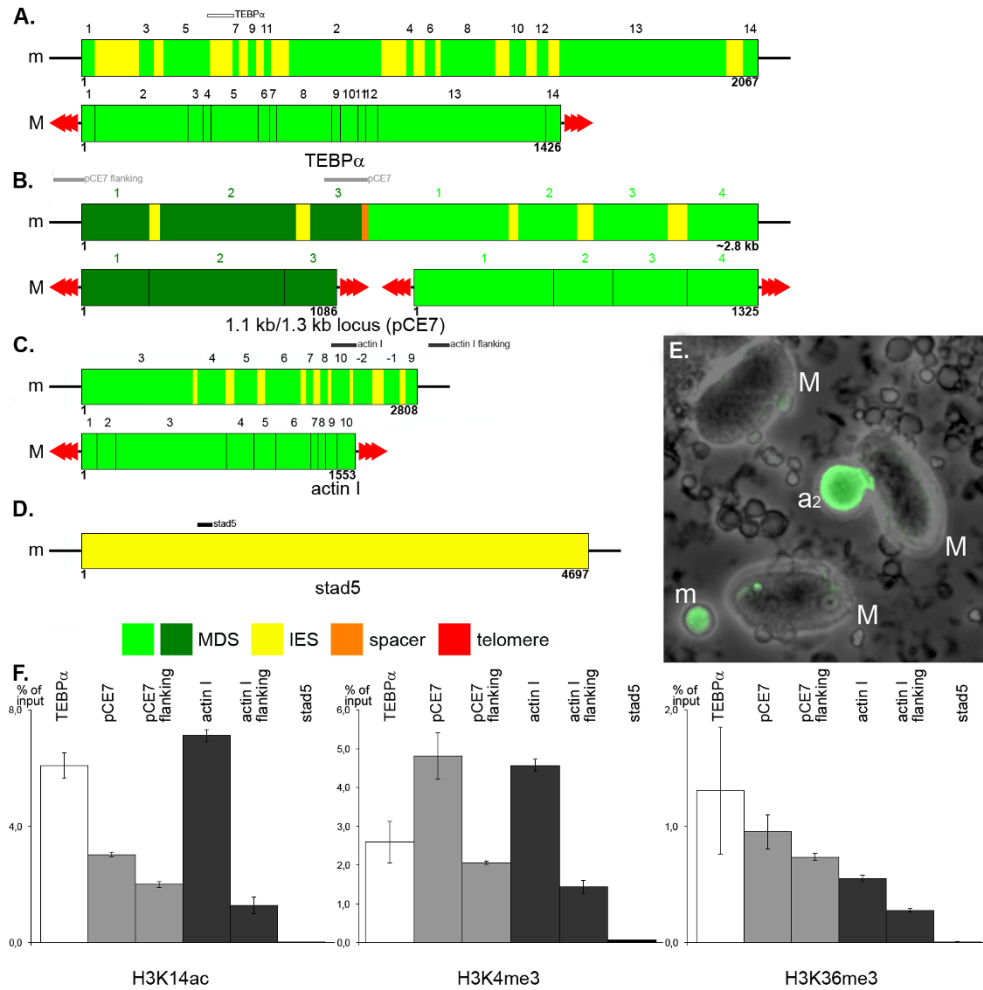 A.
TEBPα
1 3 5 7 9 11 2 4 6 8 10 12 13 14
m
1 2067
1 2 3 4 5 6 7 8 9 10 11 12 13 14
M
1 1426
TEBPα
B.
pCE7 flanking pCE7
1 2 3 1 2 3 4
m
1 ~2.8 kb
1 2 3 1 2 3 4
M
1 1086 1 1325
1.1 kb/1.3 kb locus (pCE7)
C.
actin I actin I flanking
3 4 5 6 7 8 10 -2 -1 9
m
1 2808
1 2 3 4 5 6 7 8 9 10
M
1 1553
actin I
D.
stad5
m
1 4697
stad5
MDS IES spacer telomere
E.
M
a2
M
m
M
F.
% of input
TEBPα
pCE7
pCE7 flanking
actin I
actin I flanking
stad5
8,0
4,0
0,0
H3K14ac
% of input
TEBPα
pCE7
pCE7 flanking
actin I
actin I flanking
stad5
6,0
5,0
4,0
3,0
2,0
1,0
0,0
H3K4me3
% of input
TEBPα
pCE7
pCE7 flanking
actin I
actin I flanking
stad5
2,0
1,0
0,0
H3K36me3